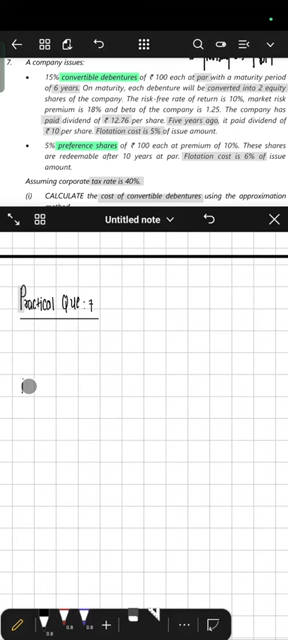 7. A company issues:
• 15% convertible debentures of ₹ 100 each at par with a maturity period
of 6 years. On maturity, each debenture will be converted into 2 equity
shares of the company. The risk-free rate of return is 10%, market risk
premium is 18% and beta of the company is 1.25. The company has
paid dividend of ₹ 12.76 per share. Five years ago, it paid dividend of
₹ 10 per share. Flotation cost is 5% of issue amount.
• 5% preference shares of ₹ 100 each at premium of 10%. These shares
are redeemable after 10 years at par. Flotation cost is 6% of issue
amount.
Assuming corporate tax rate is 40%.
(i) CALCULATE the cost of convertible debentures using the approximation
Untitled note
Practical Que: 7
0.8 0.8 0.8